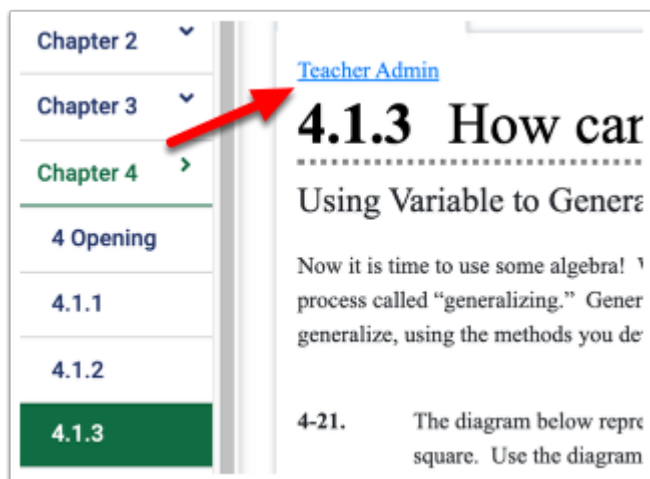 Chapter 2
Chapter 3
Chapter 4
4 Opening
4.1.1
4.1.2
4.1.3
Teacher Admin
4.1.3 How can
Using Variable to Genera
Now it is time to use some algebra!
process called “generalizing.” Gener
generalize, using the methods you de
4-21. The diagram below repre
square. Use the diagram